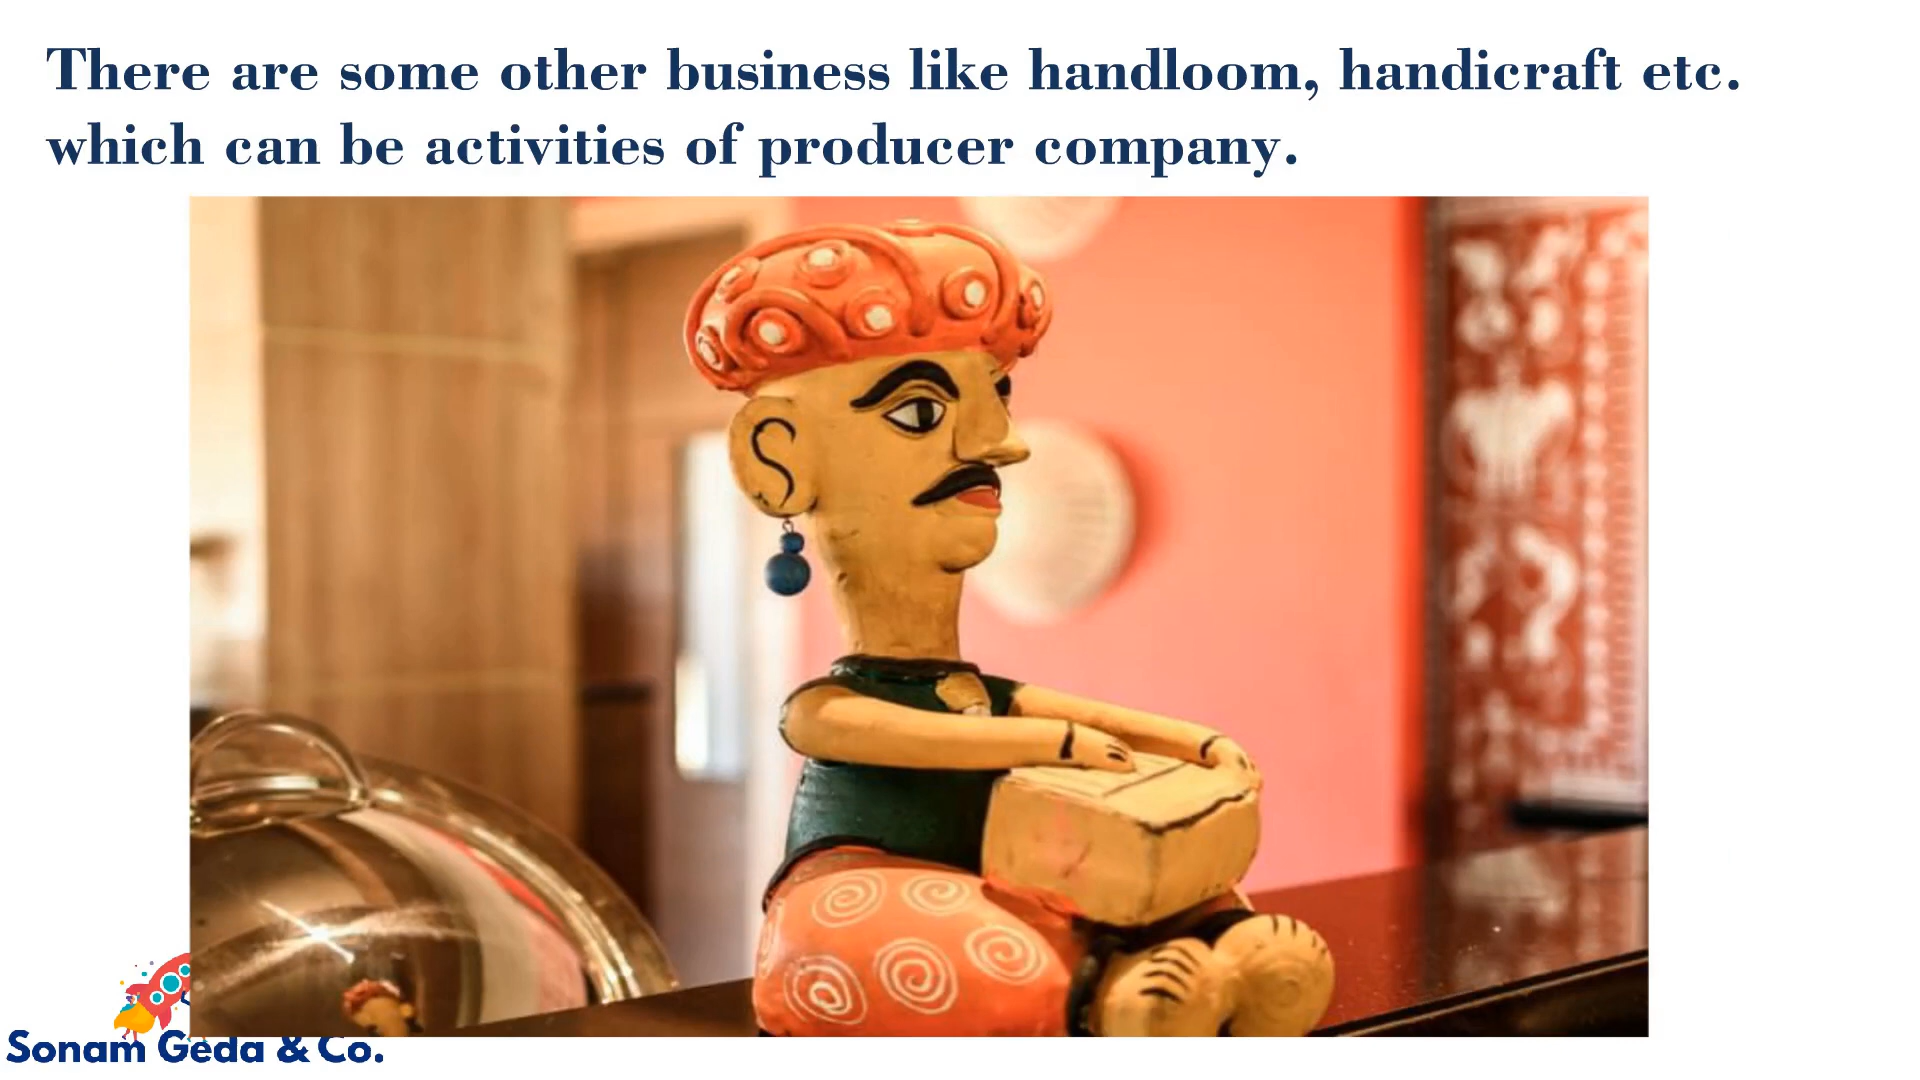 There are some other business like handloom, handicraft etc.
which can be activities of producer company.
Sonam Geda & Co.